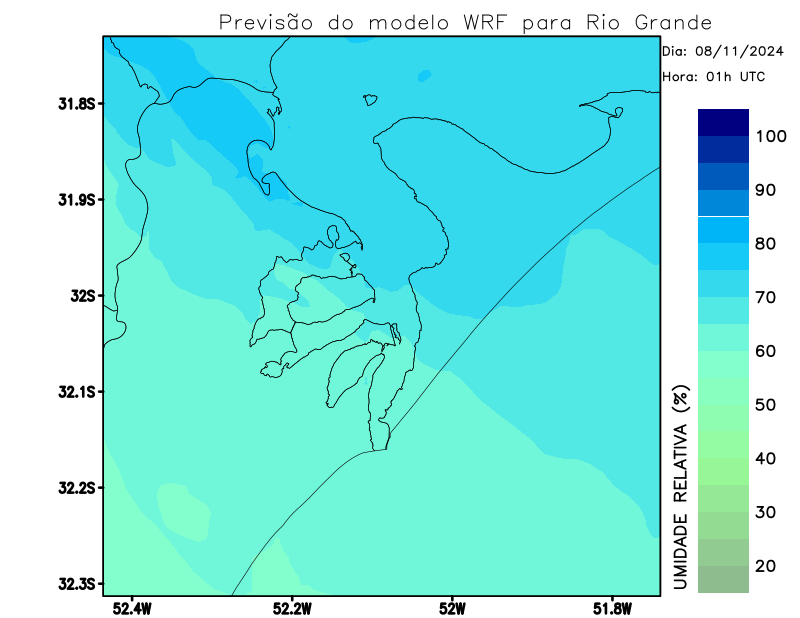 Previsão do modelo WRF para Rio Grande
Dia: 08/11/2024
Hora: 01h UTC
31.8S
31.9S
32S
32.1S
32.2S
32.3S
52.4W
52.2W
52W
51.8W
100
90
80
70
60
50
40
30
20
UMIDADE RELATIVA (%)